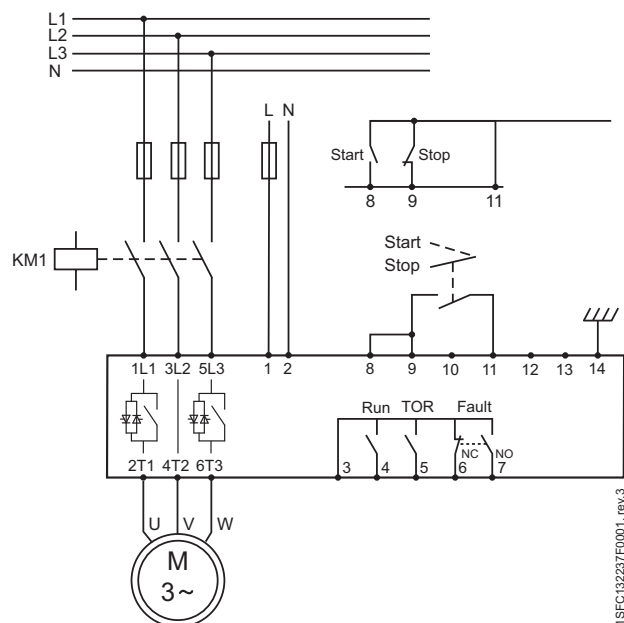 L1
L2
L3
N
L N
Start Stop
8 9 11
Start
Stop
KM1
1L1 3L2 5L3 1 2 8 9 10 11 12 13 14
Run TOR Fault
NC NO
2T1 4T2 6T3 3 4 5 6 7
U V W
M
3~
1SFC132237F0001, rev.3